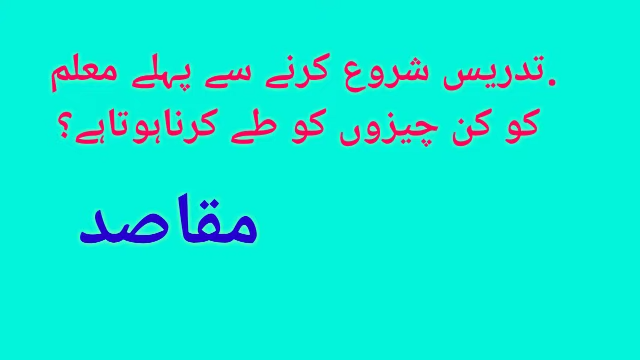 .تدریس شروع کرنے سے پہلے معلم
کو کن چیزوں کو طے کرناہوتاہے؟
مقاصد